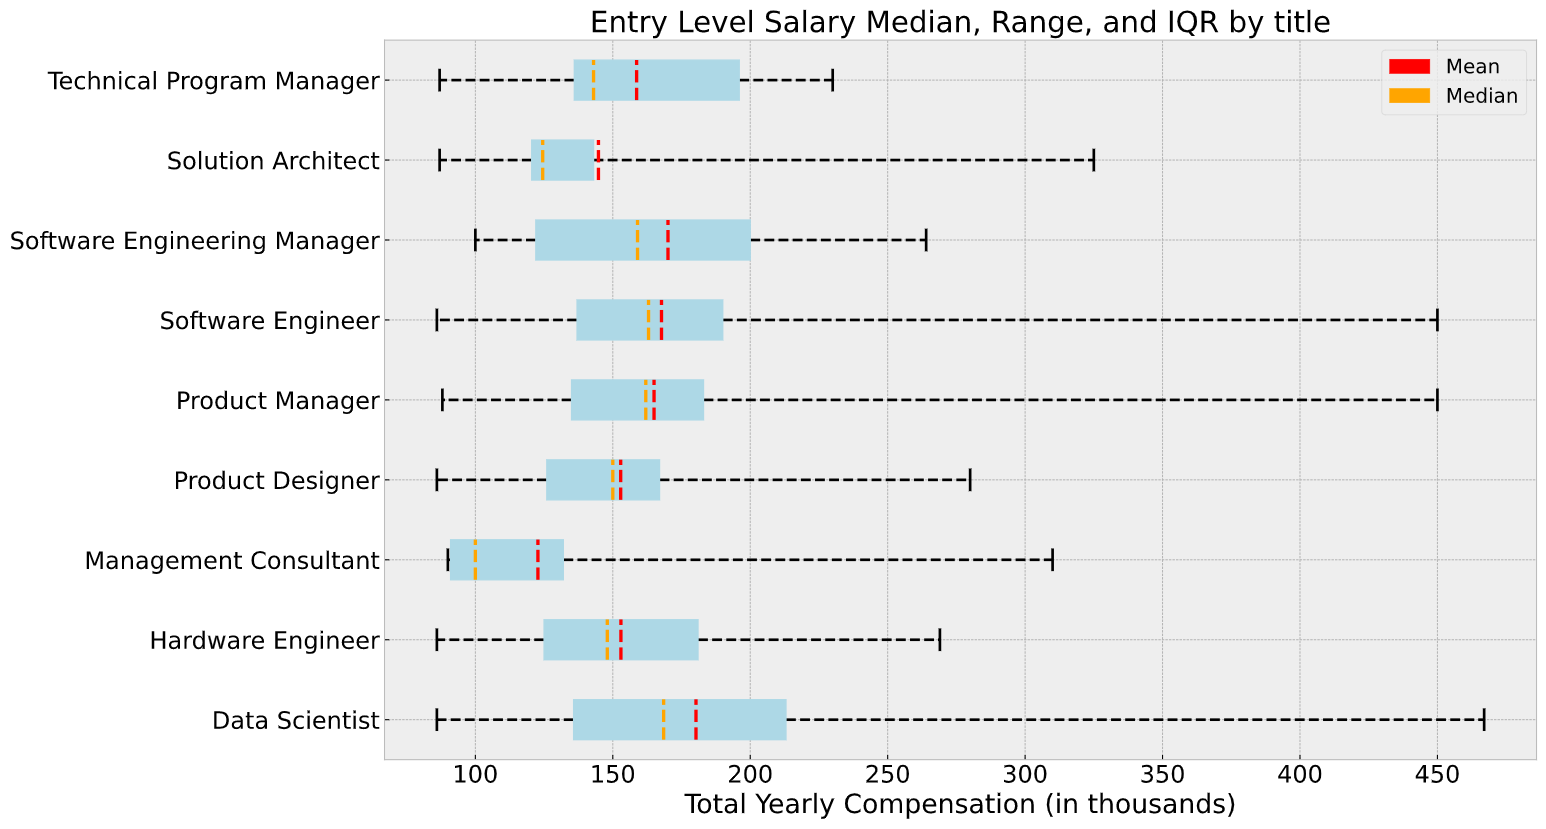 Entry Level Salary Median, Range, and IQR by title
Mean
Median
Technical Program Manager
Solution Architect
Software Engineering Manager
Software Engineer
Product Manager
Product Designer
Management Consultant
Hardware Engineer
Data Scientist
100 150 200 250 300 350 400 450
Total Yearly Compensation (in thousands)